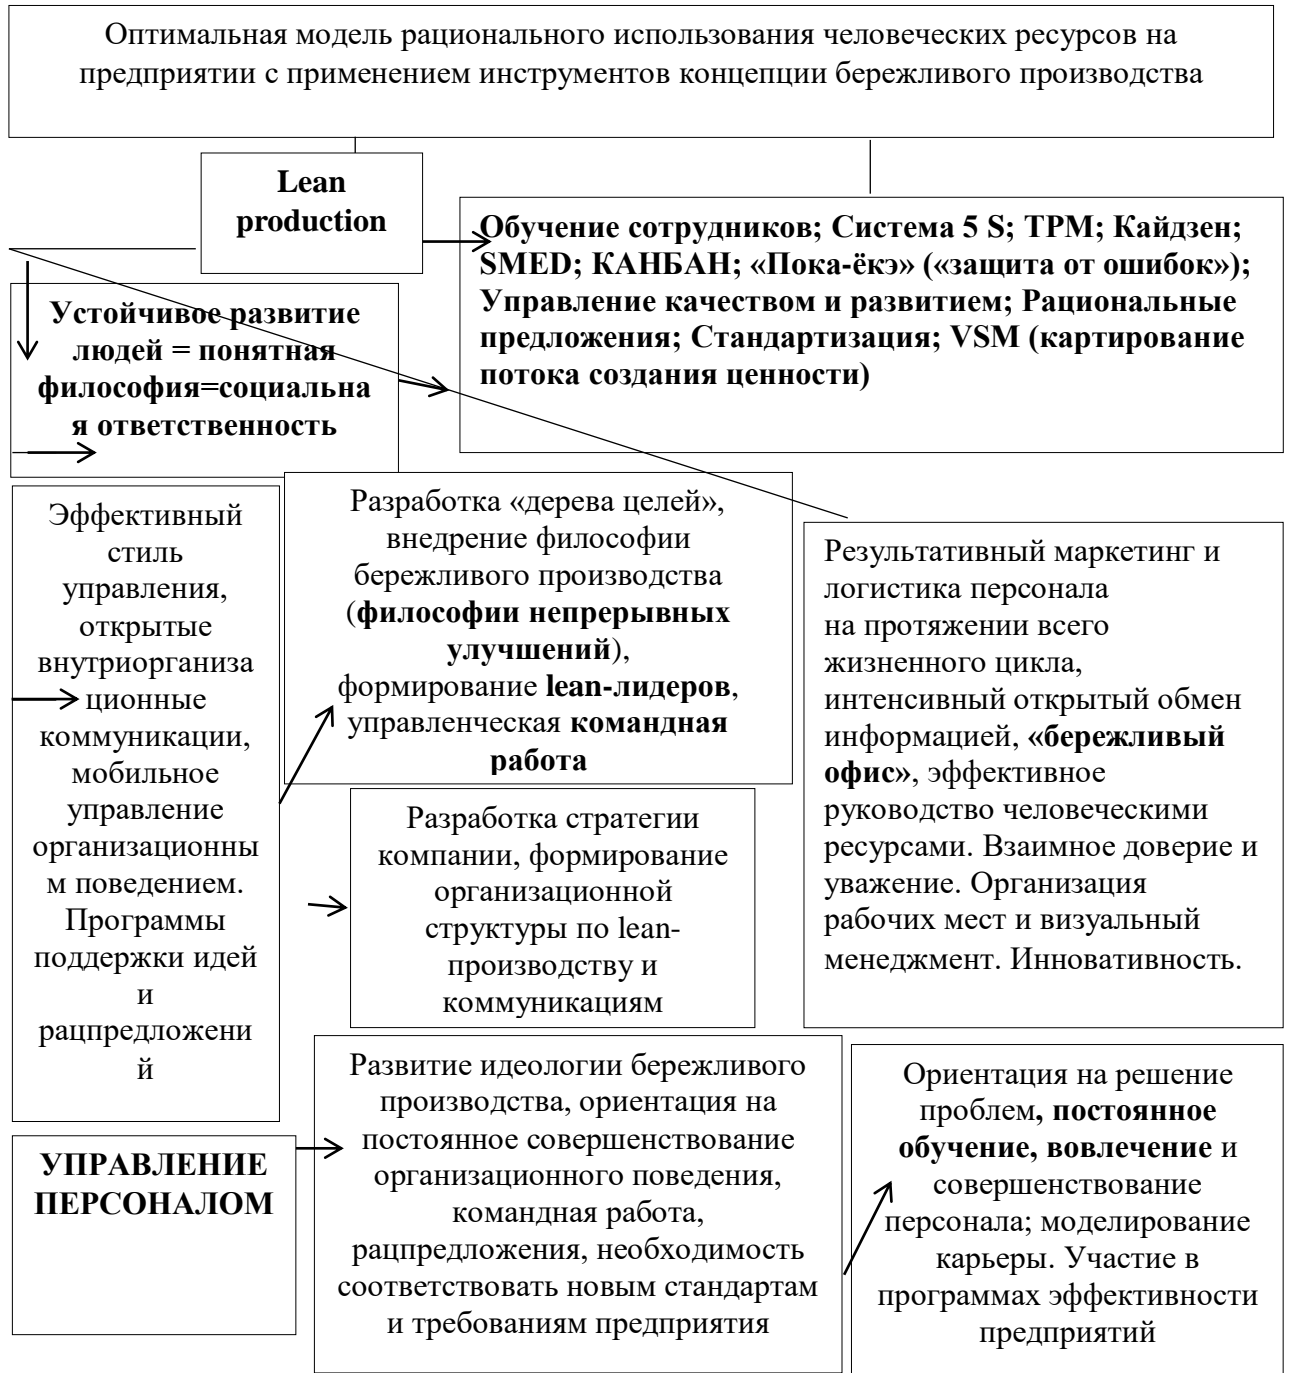 Оптимальная модель рационального использования человеческих ресурсов на
предприятии с применением инструментов концепции бережливого производства
Lean
production
Обучение сотрудников; Система 5 S; ТРМ; Кайдзен;
SMED; КАНБАН; «Пока-ёкэ» («защита от ошибок»);
Управление качеством и развитием; Рациональные
предложения; Стандартизация; VSM (картирование
потока создания ценности)
Устойчивое развитие
людей = понятная
философия=социальна
я ответственность
Эффективный
стиль
управления,
открытые
внутриорганиза
ционные
коммуникации,
мобильное
управление
организационны
м поведением.
Программы
поддержки идей
и
рацпредложени
й
Разработка «дерева целей»,
внедрение философии
бережливого производства
(философии непрерывных
улучшений),
формирование lean-лидеров,
управленческая командная
работа
Результативный маркетинг и
логистика персонала
на протяжении всего
жизненного цикла,
интенсивный открытый обмен
информацией, «бережливый
офис», эффективное
руководство человеческими
ресурсами. Взаимное доверие и
уважение. Организация
рабочих мест и визуальный
менеджмент. Инновативность.
Разработка стратегии
компании, формирование
организационной
структуры по lean-
производству и
коммуникациям
УПРАВЛЕНИЕ
ПЕРСОНАЛОМ
Развитие идеологии бережливого
производства, ориентация на
постоянное совершенствование
организационного поведения,
командная работа,
рацпредложения, необходимость
соответствовать новым стандартам
и требованиям предприятия
Ориентация на решение
проблем, постоянное
обучение, вовлечение и
совершенствование
персонала; моделирование
карьеры. Участие в
программах эффективности
предприятий